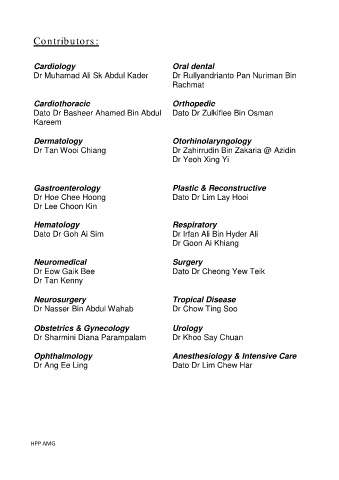 Contributors:
Cardiology
Dr Muhamad Ali Sk Abdul Kader
Cardiothoracic
Dato Dr Basheer Ahamed Bin Abdul
Kareem
Dermatology
Dr Tan Wooi Chiang
Gastroenterology
Dr Hoe Chee Hoong
Dr Lee Choon Kin
Hematology
Dato Dr Goh Ai Sim
Neuromedical
Dr Eow Gaik Bee
Dr Tan Kenny
Neurosurgery
Dr Nasser Bin Abdul Wahab
Obstetrics & Gynecology
Dr Sharmini Diana Parampalam
Ophthalmology
Dr Ang Ee Ling
Oral dental
Dr Rullyandrianto Pan Nuriman Bin
Rachmat
Orthopedic
Dato Dr Zulkiflee Bin Osman
Otorhinolaryngology
Dr Zahirrudin Bin Zakaria @ Azidin
Dr Yeoh Xing Yi
Plastic & Reconstructive
Dato Dr Lim Lay Hooi
Respiratory
Dr Irfan Ali Bin Hyder Ali
Dr Goon Ai Khiang
Surgery
Dato Dr Cheong Yew Teik
Tropical Disease
Dr Chow Ting Soo
Urology
Dr Khoo Say Chuan
Anesthesiology & Intensive Care
Dato Dr Lim Chew Har
HPP AMG